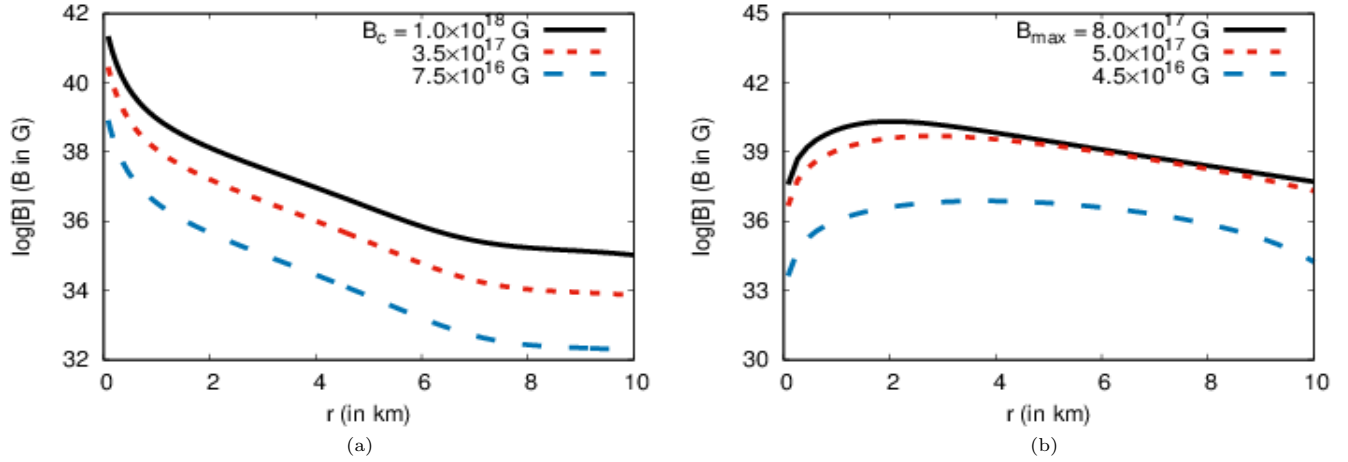 B_c = 1.0×10^18 G
3.5×10^17 G
7.5×10^16 G
42
40
38
36
34
32
log[B] (B in G)
0 2 4 6 8 10
r (in km)
(a)
B_max = 8.0×10^17 G
5.0×10^17 G
4.5×10^16 G
45
42
39
36
33
30
log[B] (B in G)
0 2 4 6 8 10
r (in km)
(b)